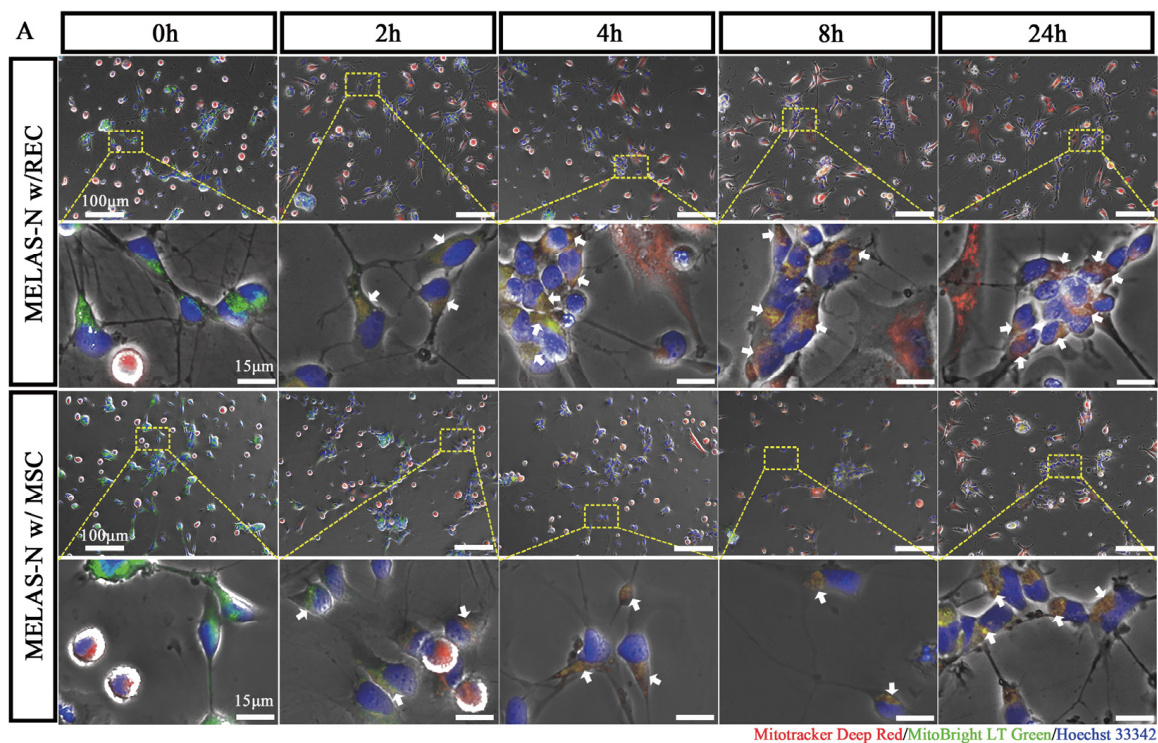 A
0h 2h 4h 8h 24h
MELAS-N w/REC
100μm
15μm
MELAS-N w/ MSC
100μm
15μm
Mitotracker Deep Red/MitoBright LT Green/Hoechst 33342